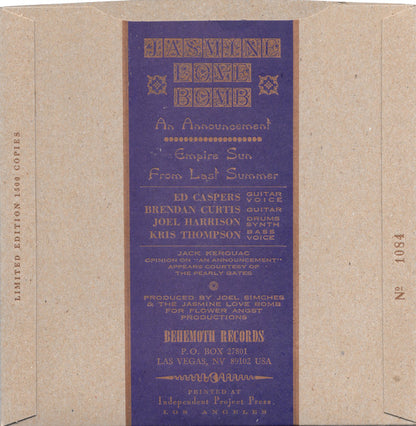 JASMINE
LOVE
BOMB
An Announcement
Empire Sun
From Last Summer
ED CASPERS GUITAR VOICE
BRENDAN CURTIS GUITAR
JOEL HARRISON DRUMS SYNTH
KRIS THOMPSON BASS VOICE
JACK KEROUAC
OPINION ON "AN ANNOUNCEMENT"
APPEARS COURTESY OF
THE PEARLY GATES
PRODUCED BY JOEL SIMCHES
& THE JASMINE LOVE BOMB
FOR FLOWER ANGST
PRODUCTIONS
BEHEMOTH RECORDS
P.O. BOX 27801
LAS VEGAS, NV 89102 USA
PRINTED AT
Independent Project Press
LOS ANGELES
LIMITED EDITION 1500 COPIES
No 1084